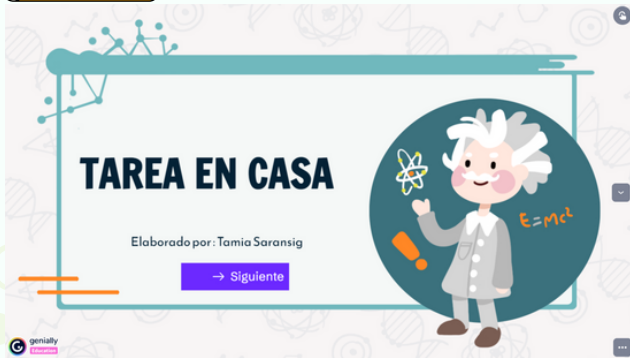 TAREA EN CASA
E=mc²
Elaborado por: Tamia Saransig
→ Siguiente
genially
Education